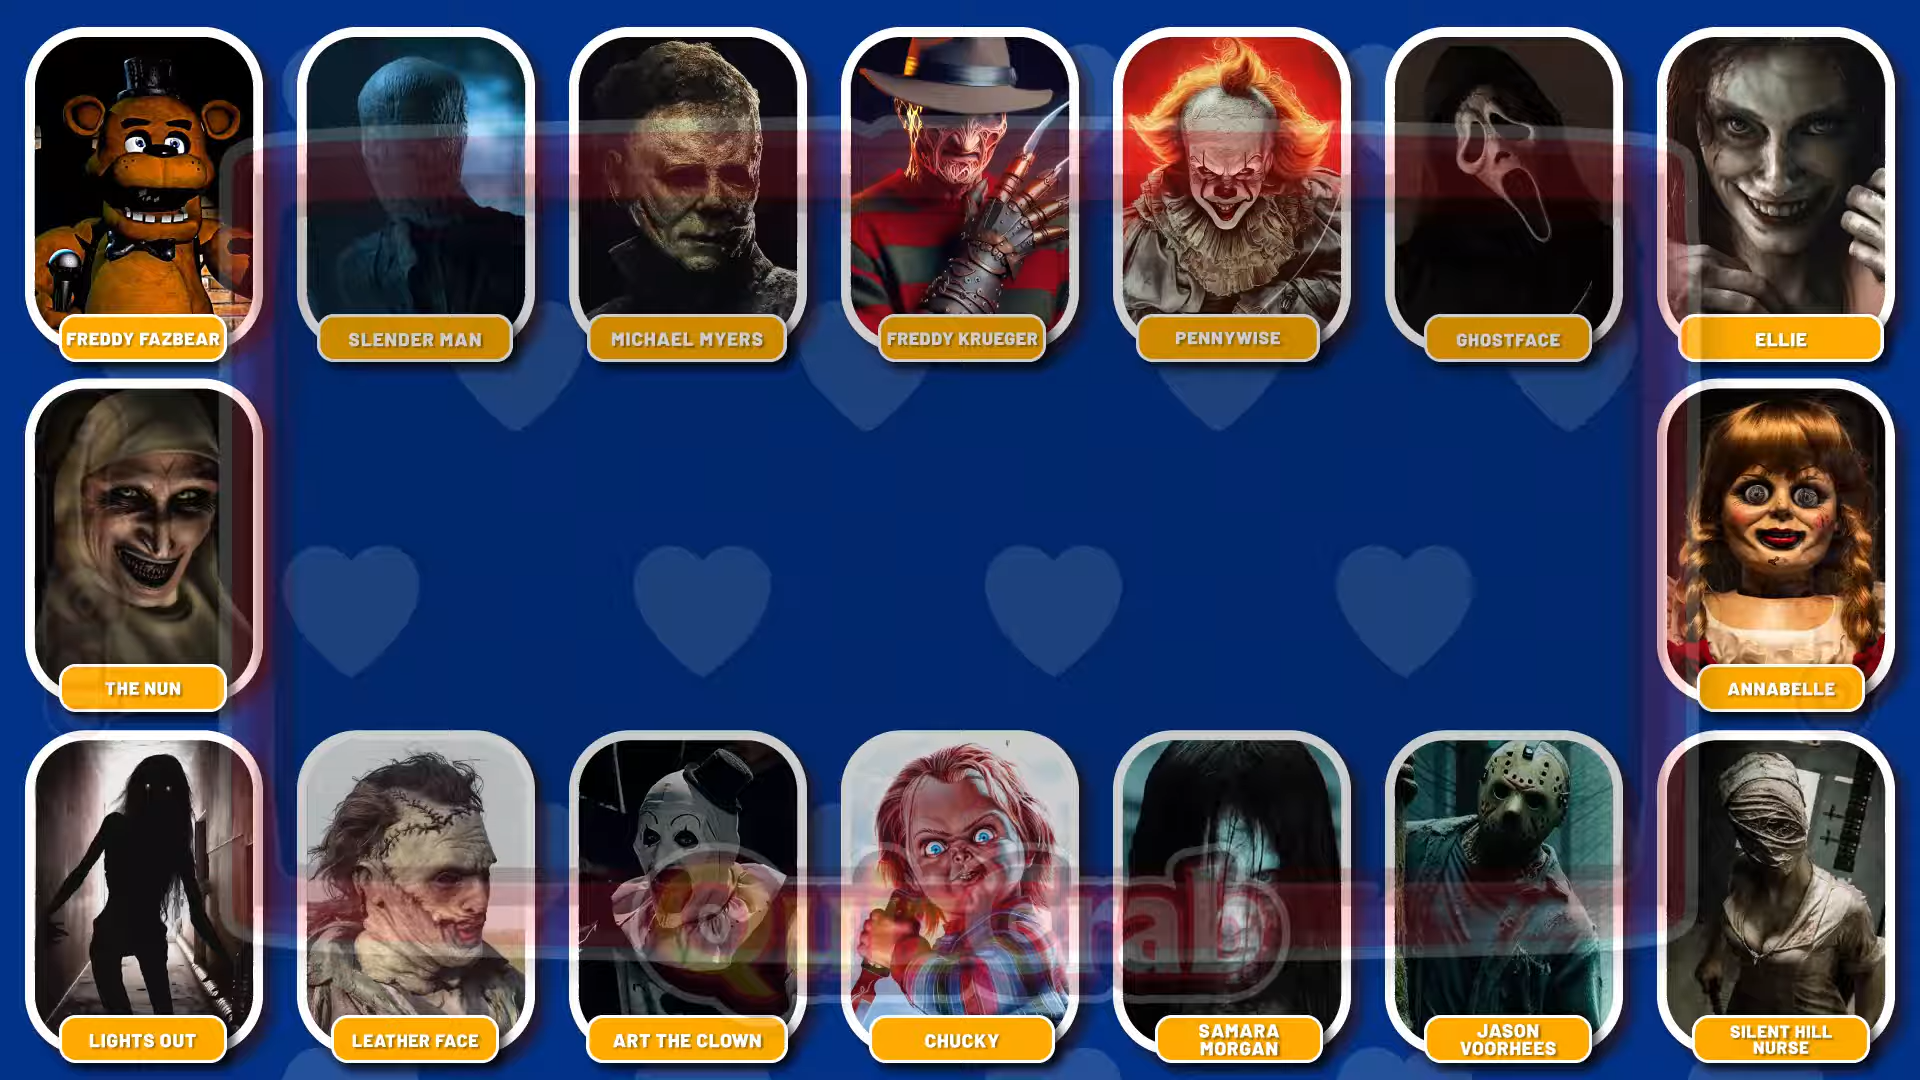 FREDDY FAZBEAR
SLENDER MAN
MICHAEL MYERS
FREDDY KRUEGER
PENNYWISE
GHOSTFACE
ELLIE
THE NUN
ANNABELLE
LIGHTS OUT
LEATHER FACE
ART THE CLOWN
CHUCKY
SAMARA
MORGAN
JASON
VOORHEES
SILENT HILL
NURSE